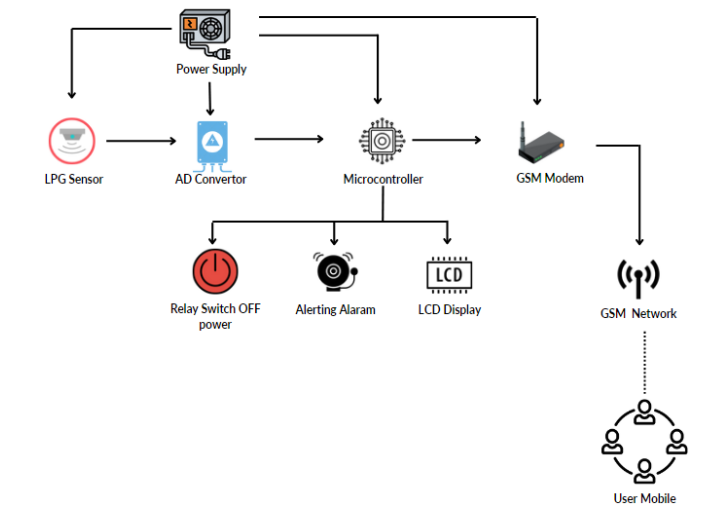 Power Supply
LPG Sensor
AD Convertor
Microcontroller
GSM Modem
Relay Switch OFF
power
Alerting Alaram
LCD
LCD Display
GSM Network
User Mobile